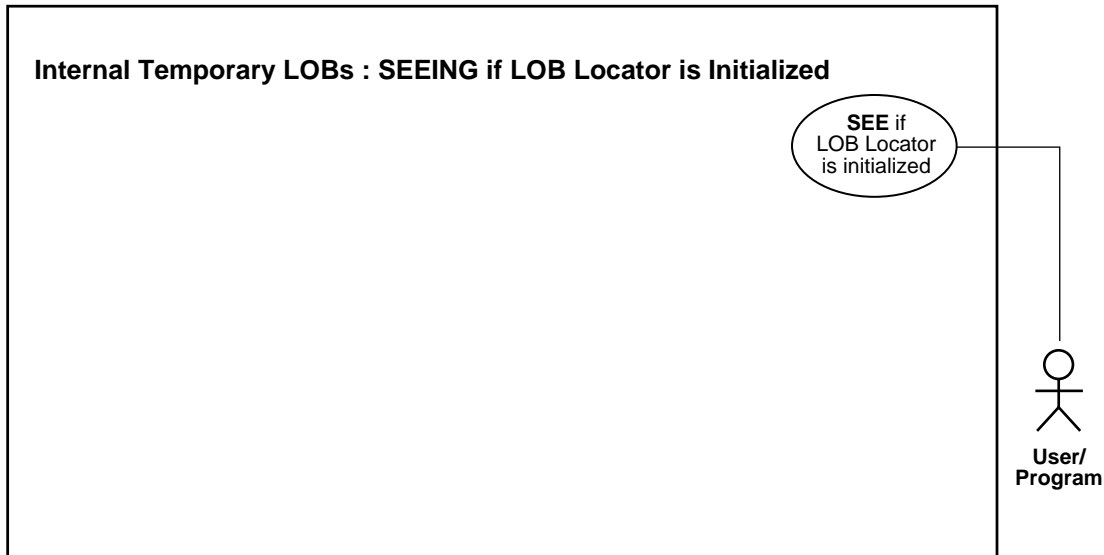 Internal Temporary LOBs : SEEING if LOB Locator is Initialized
SEE if
LOB Locator
is initialized
User/
Program